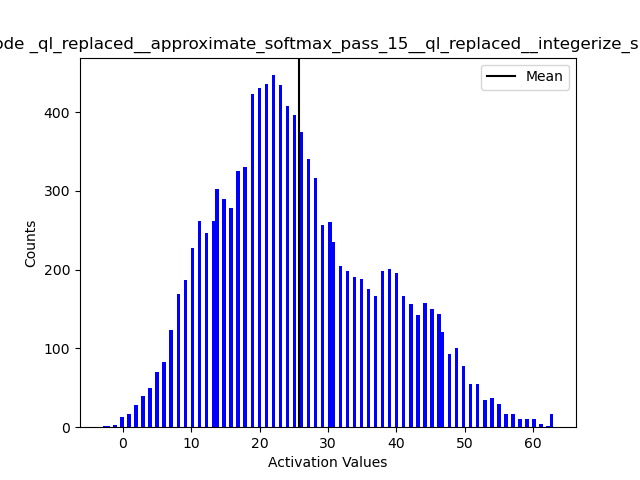 ode _ql_replaced__approximate_softmax_pass_15__ql_replaced__integerize_s
Mean
400
300
200
100
0
Counts
0 10 20 30 40 50 60
Activation Values